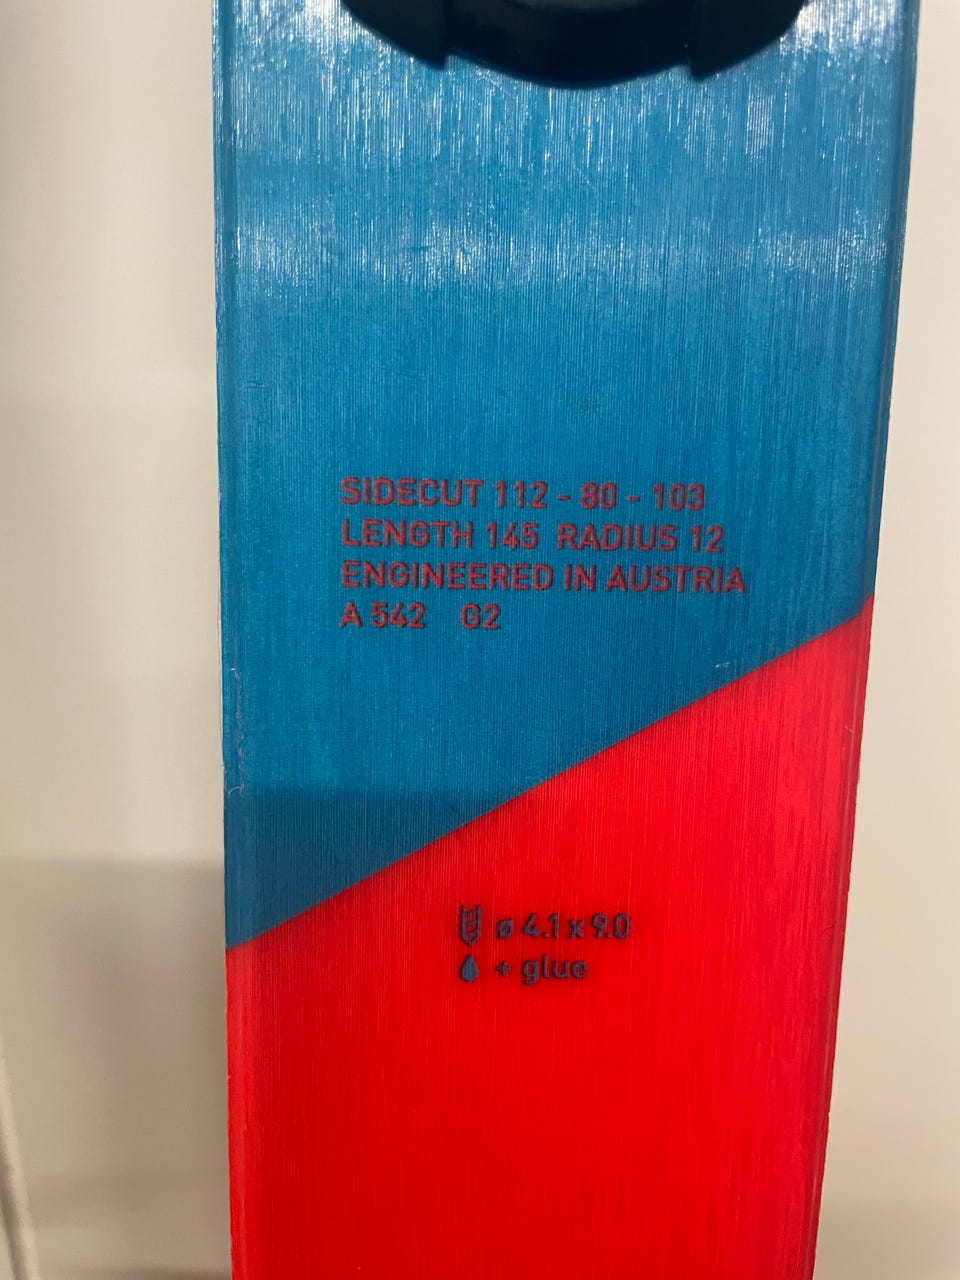 SIDECUT 112 - 80 - 103
LENGTH 145 RADIUS 12
ENGINEERED IN AUSTRIA
A 542 G2
ø 4.1 x 9.0
+ glue